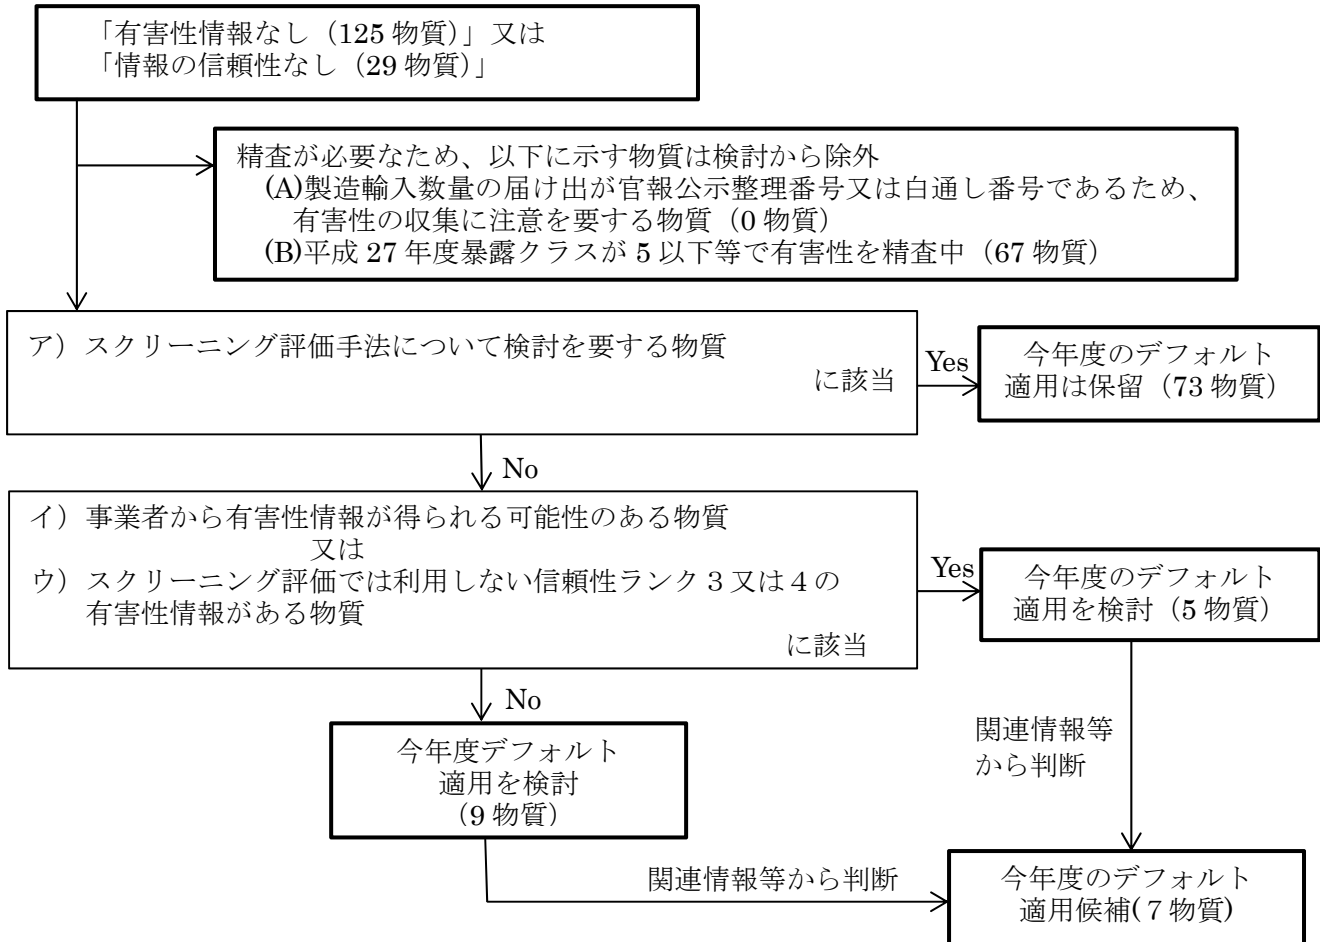 「有害性情報なし（125 物質）」又は
「情報の信頼性なし（29 物質）」
精査が必要なため、以下に示す物質は検討から除外
(A)製造輸入数量の届け出が官報公示整理番号又は白通し番号であるため、
有害性の収集に注意を要する物質（0 物質）
(B)平成 27 年度暴露クラスが 5 以下等で有害性を精査中（67 物質）
ア）スクリーニング評価手法について検討を要する物質
に該当
Yes
今年度のデフォルト
適用は保留（73 物質）
No
イ）事業者から有害性情報が得られる可能性のある物質
又は
ウ）スクリーニング評価では利用しない信頼性ランク３又は４の
有害性情報がある物質
に該当
Yes
今年度のデフォルト
適用を検討（5 物質）
No
今年度デフォルト
適用を検討
（9 物質）
関連情報等
から判断
関連情報等から判断
今年度のデフォルト
適用候補(７物質)